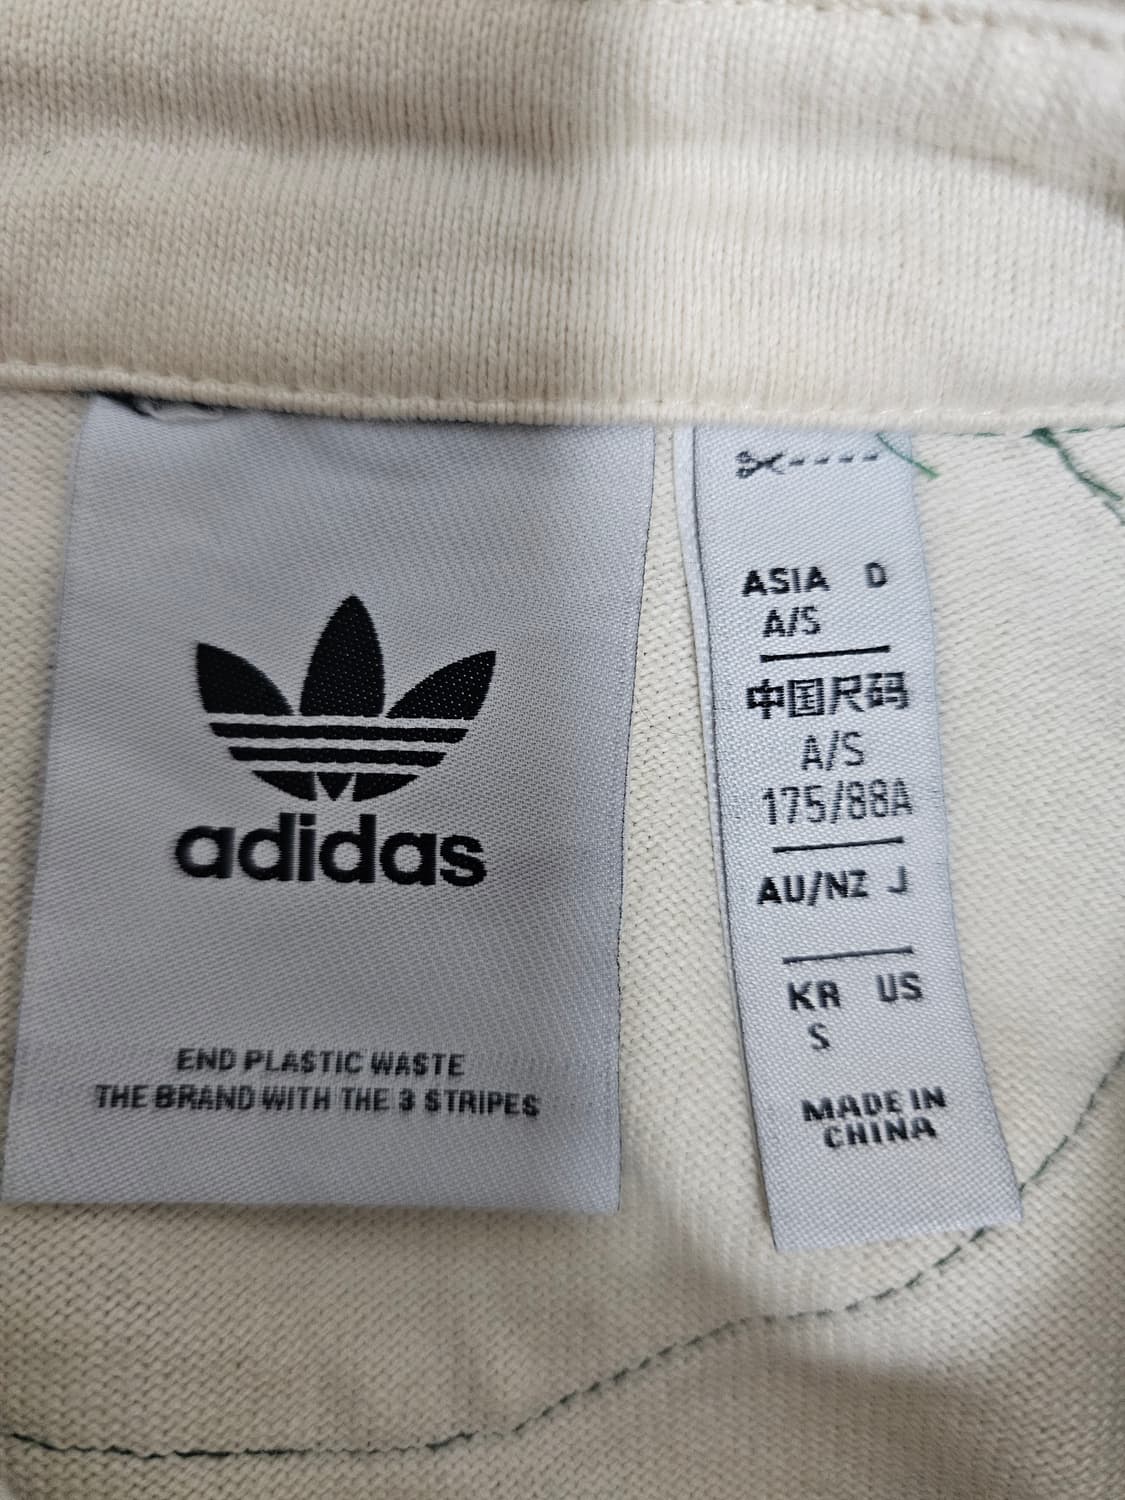 adidas
END PLASTIC WASTE
THE BRAND WITH THE 3 STRIPES
ASIA D
A/S
中国尺码
A/S
175/88A
AU/NZ J
KR US
S
MADE IN
CHINA